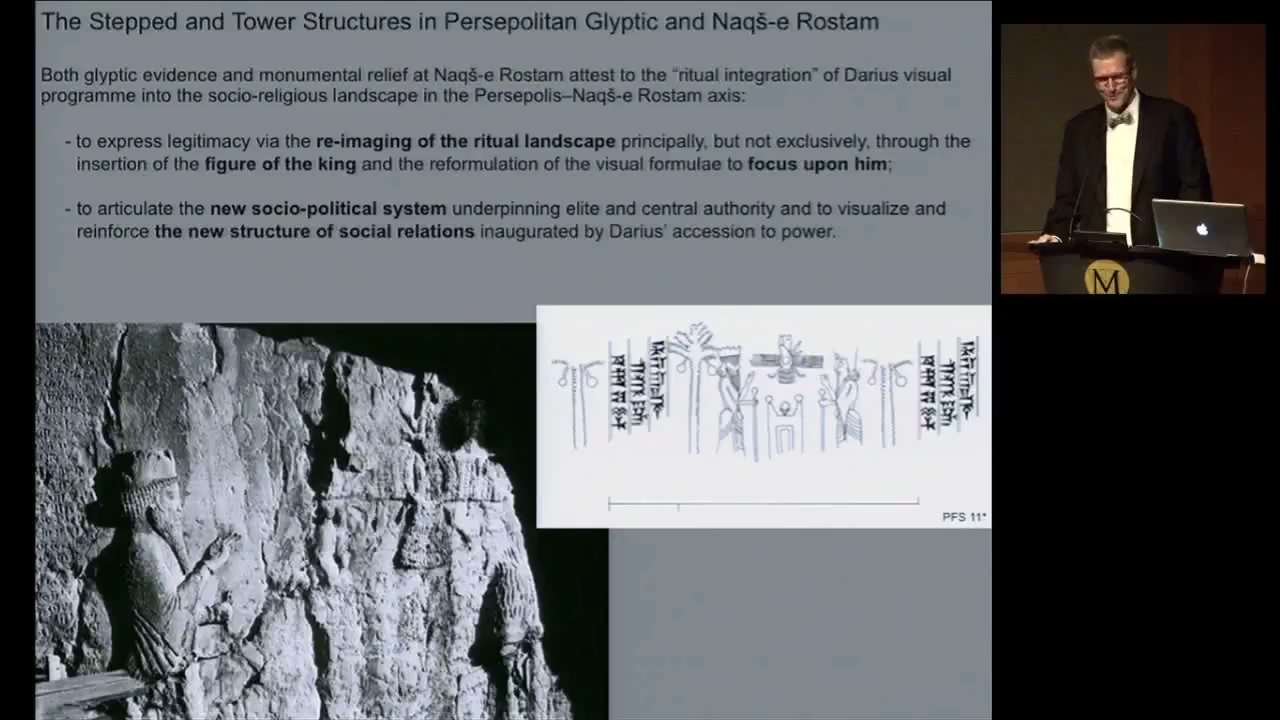 The Stepped and Tower Structures in Persepolitan Glyptic and Naqš-e Rostam
Both glyptic evidence and monumental relief at Naqš-e Rostam attest to the “ritual integration” of Darius visual
programme into the socio-religious landscape in the Persepolis–Naqš-e Rostam axis:
- to express legitimacy via the re-imaging of the ritual landscape principally, but not exclusively, through the
insertion of the figure of the king and the reformulation of the visual formulae to focus upon him;
- to articulate the new socio-political system underpinning elite and central authority and to visualize and
reinforce the new structure of social relations inaugurated by Darius’ accession to power.
PFS 11*
M